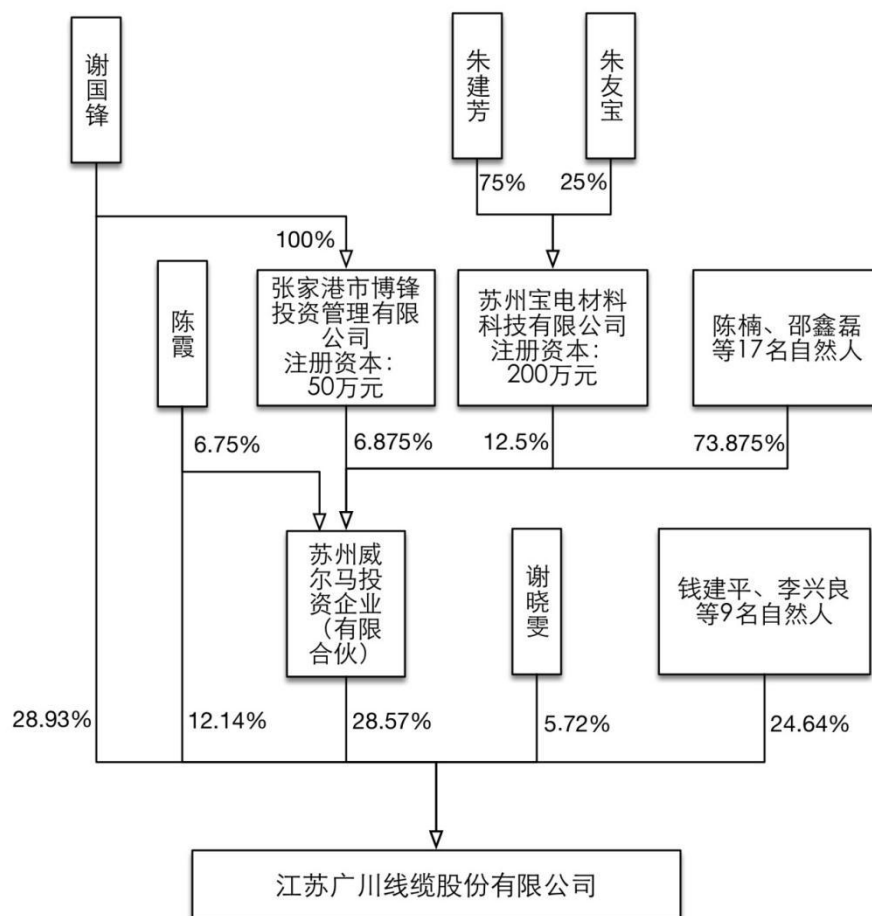 谢国锋
朱建芳
朱友宝
75%
25%
100%
陈霞
张家港市博锋
投资管理有限
公司
注册资本：
50万元
苏州宝电材料
科技有限公司
注册资本：
200万元
陈楠、邵鑫磊
等17名自然人
6.75%
6.875%
12.5%
73.875%
苏州威
尔马投
资企业
（有限
合伙）
谢晓雯
钱建平、李兴良
等9名自然人
28.93%
12.14%
28.57%
5.72%
24.64%
江苏广川线缆股份有限公司